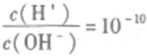 c(H⁺)/c(OH⁻) = 10⁻¹⁰